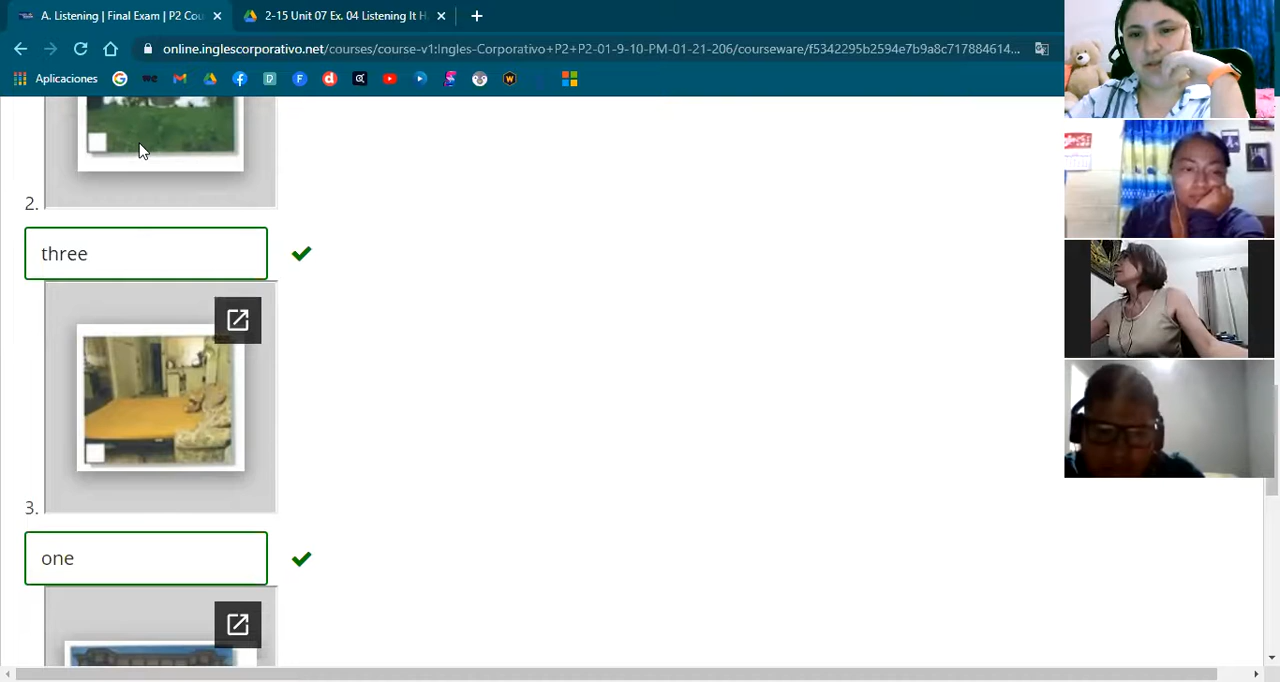 A. Listening | Final Exam | P2 Cou
2-15 Unit 07 Ex. 04 Listening It H
online.inglescorporativo.net/courses/course-v1:Ingles-Corporativo+P2+P2-01-9-10-PM-01-21-206/courseware/f5342295b2594e7b9a8c717884614...
Aplicaciones
2.
three
3.
one